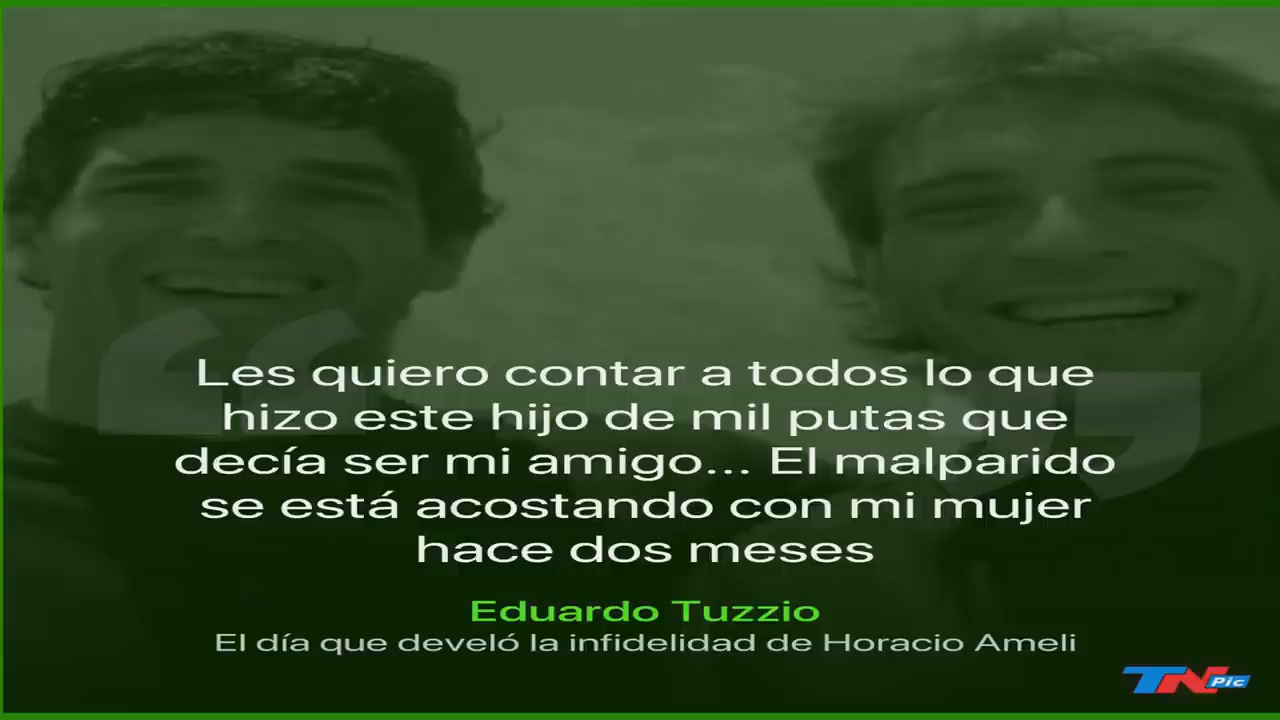 Les quiero contar a todos lo que
hizo este hijo de mil putas que
decía ser mi amigo... El malparido
se está acostando con mi mujer
hace dos meses
Eduardo Tuzzio
El día que develó la infidelidad de Horacio Ameli
TN Pic